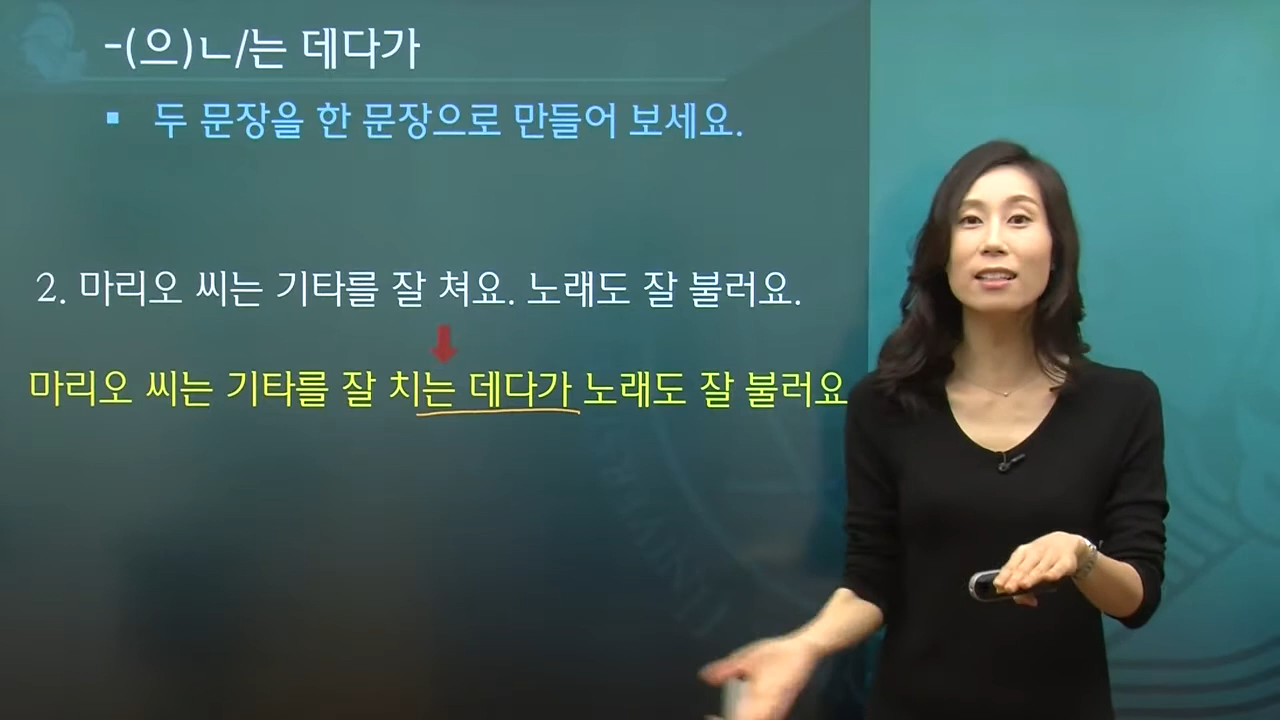 -(으)ㄴ/는 데다가
▪ 두 문장을 한 문장으로 만들어 보세요.
2. 마리오 씨는 기타를 잘 쳐요. 노래도 잘 불러요.
마리오 씨는 기타를 잘 치는 데다가 노래도 잘 불러요